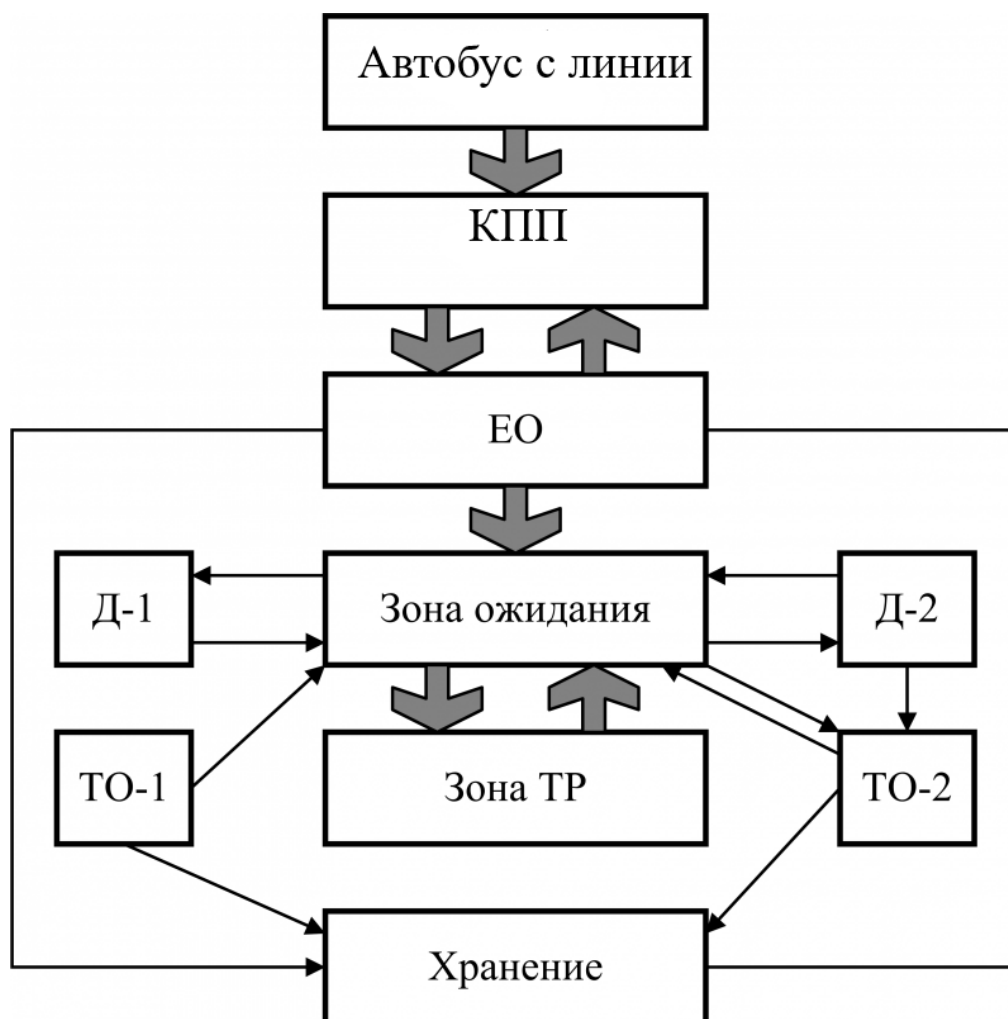 Автобус с линии
КПП
ЕО
Д-1
Зона ожидания
Д-2
ТО-1
Зона ТР
ТО-2
Хранение